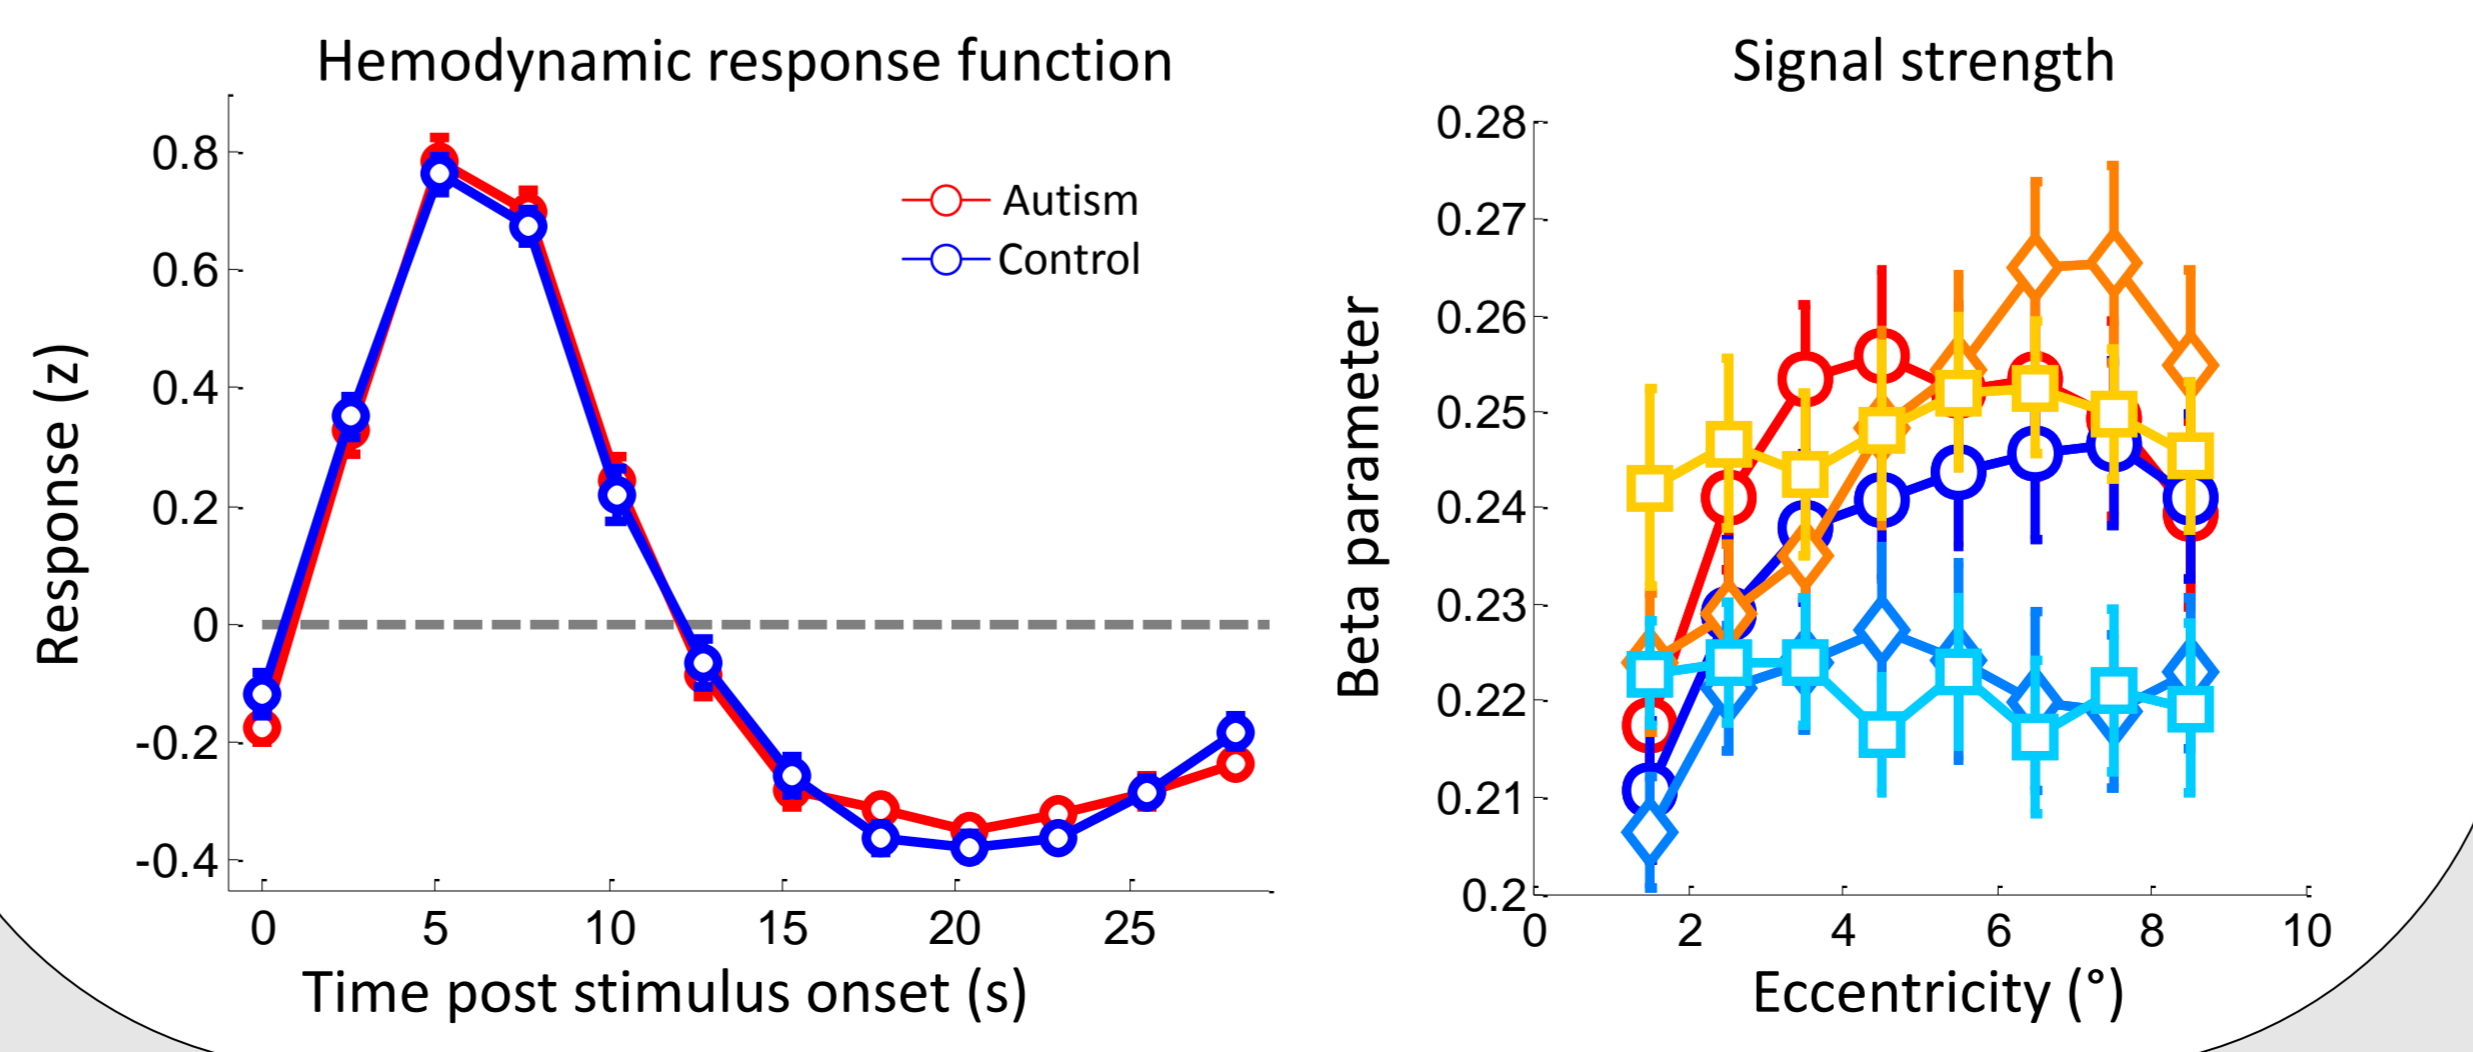 Hemodynamic response function
Response (z)
0.8
0.6
0.4
0.2
0
-0.2
-0.4
Autism
Control
0 5 10 15 20 25
Time post stimulus onset (s)
Signal strength
Beta parameter
0.28
0.27
0.26
0.25
0.24
0.23
0.22
0.21
0.2
0 2 4 6 8 10
Eccentricity (°)